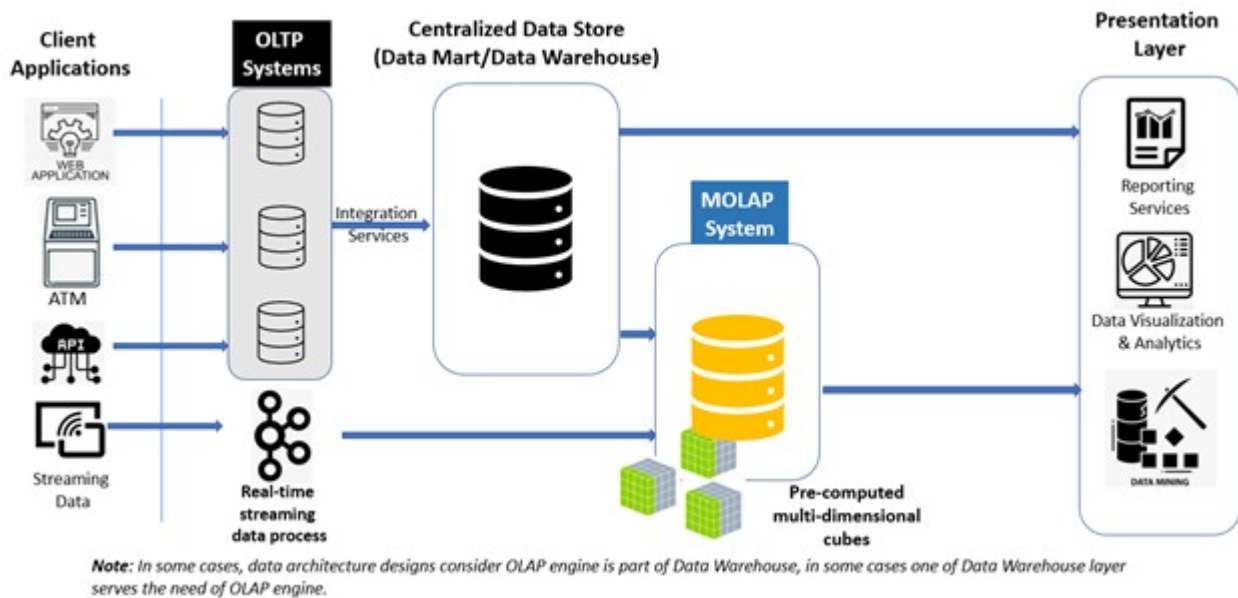 Client
Applications
WEB
APPLICATION
ATM
API
Streaming
Data
OLTP
Systems
Integration
Services
Real-time
streaming
data process
Centralized Data Store
(Data Mart/Data Warehouse)
MOLAP
System
Pre-computed
multi-dimensional
cubes
Presentation
Layer
Reporting
Services
Data Visualization
& Analytics
DATA MINING
Note: In some cases, data architecture designs consider OLAP engine is part of Data Warehouse, in some cases one of Data Warehouse layer
serves the need of OLAP engine.